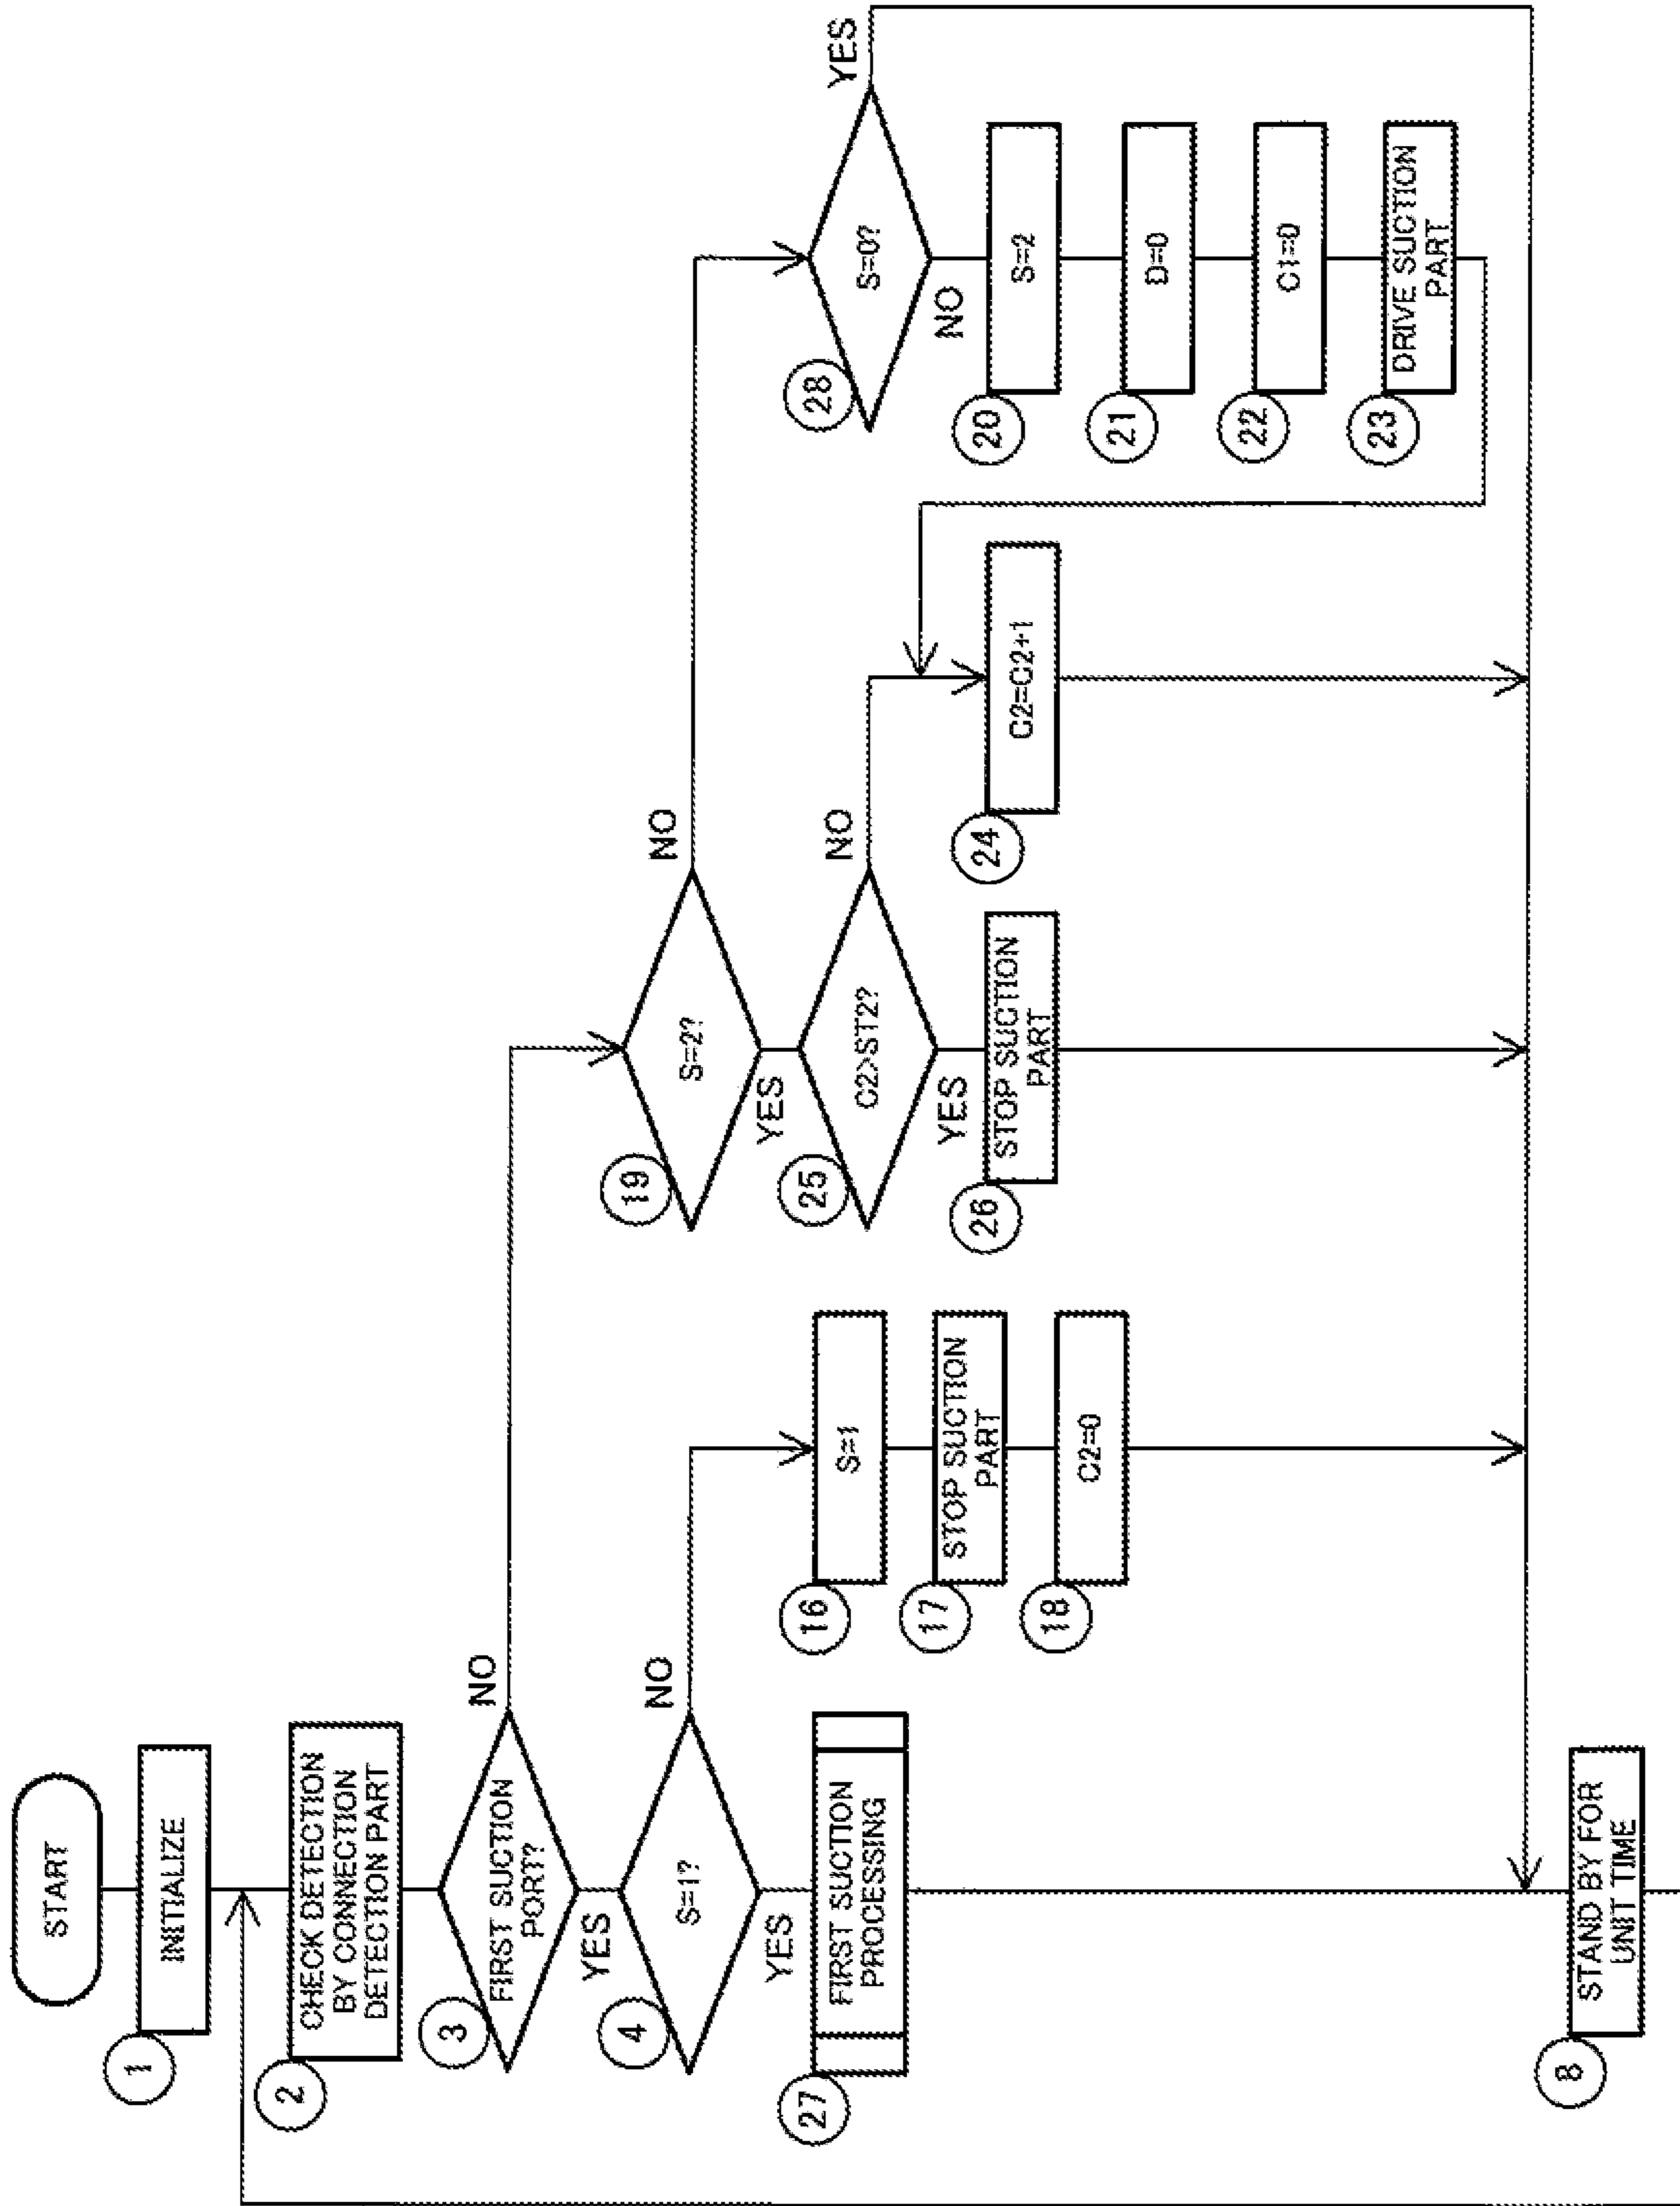 START
1
INITIALIZE
2
CHECK DETECTION
BY CONNECTION
DETECTION PART
3
FIRST SUCTION
PORT?
NO
YES
4
S=1?
NO
YES
27
FIRST SUCTION
PROCESSING
16
S=1
17
STOP SUCTION
PART
18
C2=0
19
S=2?
NO
YES
25
C2>ST2?
NO
YES
26
STOP SUCTION
PART
24
C2=C2+1
28
S=0?
YES
NO
20
S=2
21
D=0
22
C1=0
23
DRIVE SUCTION
PART
8
STAND BY FOR
UNIT TIME